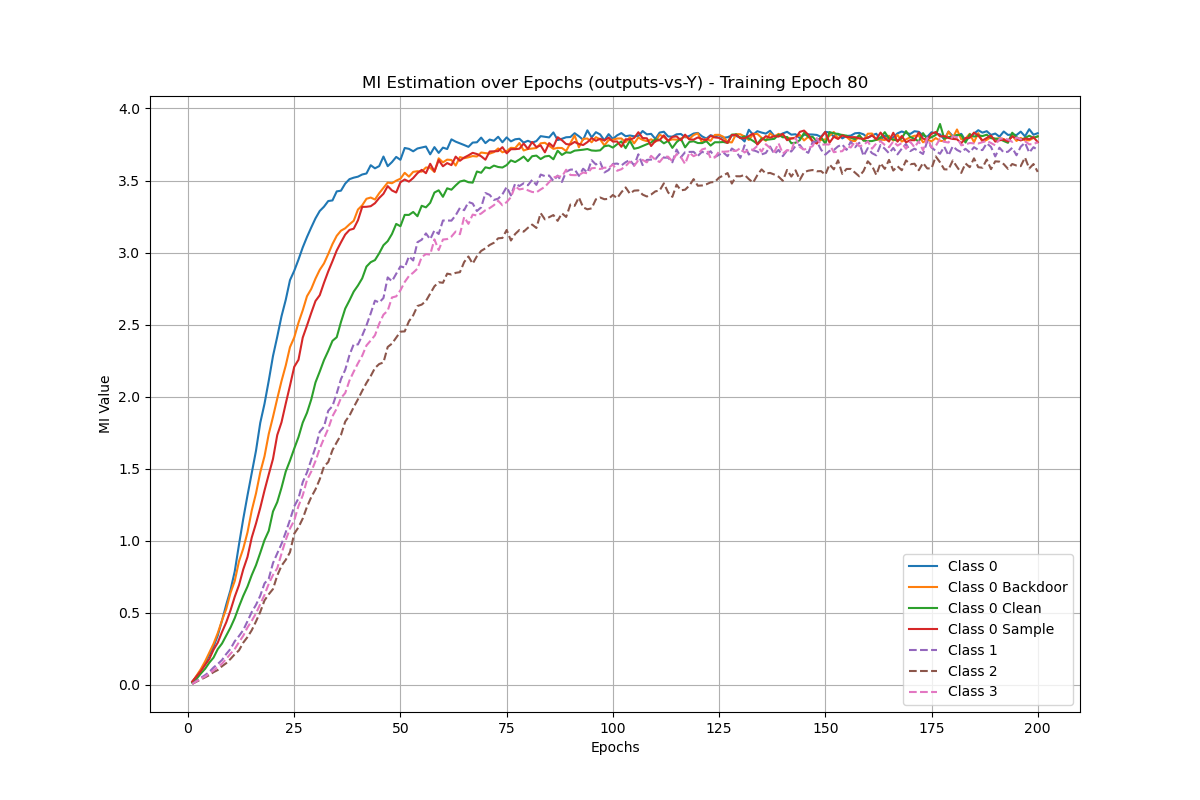 MI Estimation over Epochs (outputs-vs-Y) - Training Epoch 80
4.0
3.5
3.0
2.5
2.0
1.5
1.0
0.5
0.0
MI Value
0 25 50 75 100 125 150 175 200
Epochs
Class 0
Class 0 Backdoor
Class 0 Clean
Class 0 Sample
Class 1
Class 2
Class 3